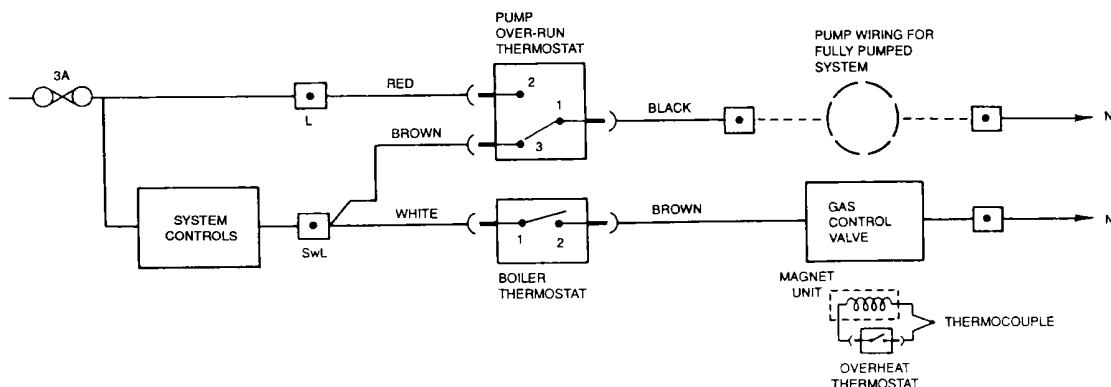 PUMP
OVER-RUN
THERMOSTAT
PUMP WIRING FOR
FULLY PUMPED
SYSTEM
3A
RED
2
1
BLACK
L
N
BROWN
3
SYSTEM
CONTROLS
WHITE
SwL
1
2
BROWN
GAS
CONTROL
VALVE
N
BOILER
THERMOSTAT
MAGNET
UNIT
THERMOCOUPLE
OVERHEAT
THERMOSTAT